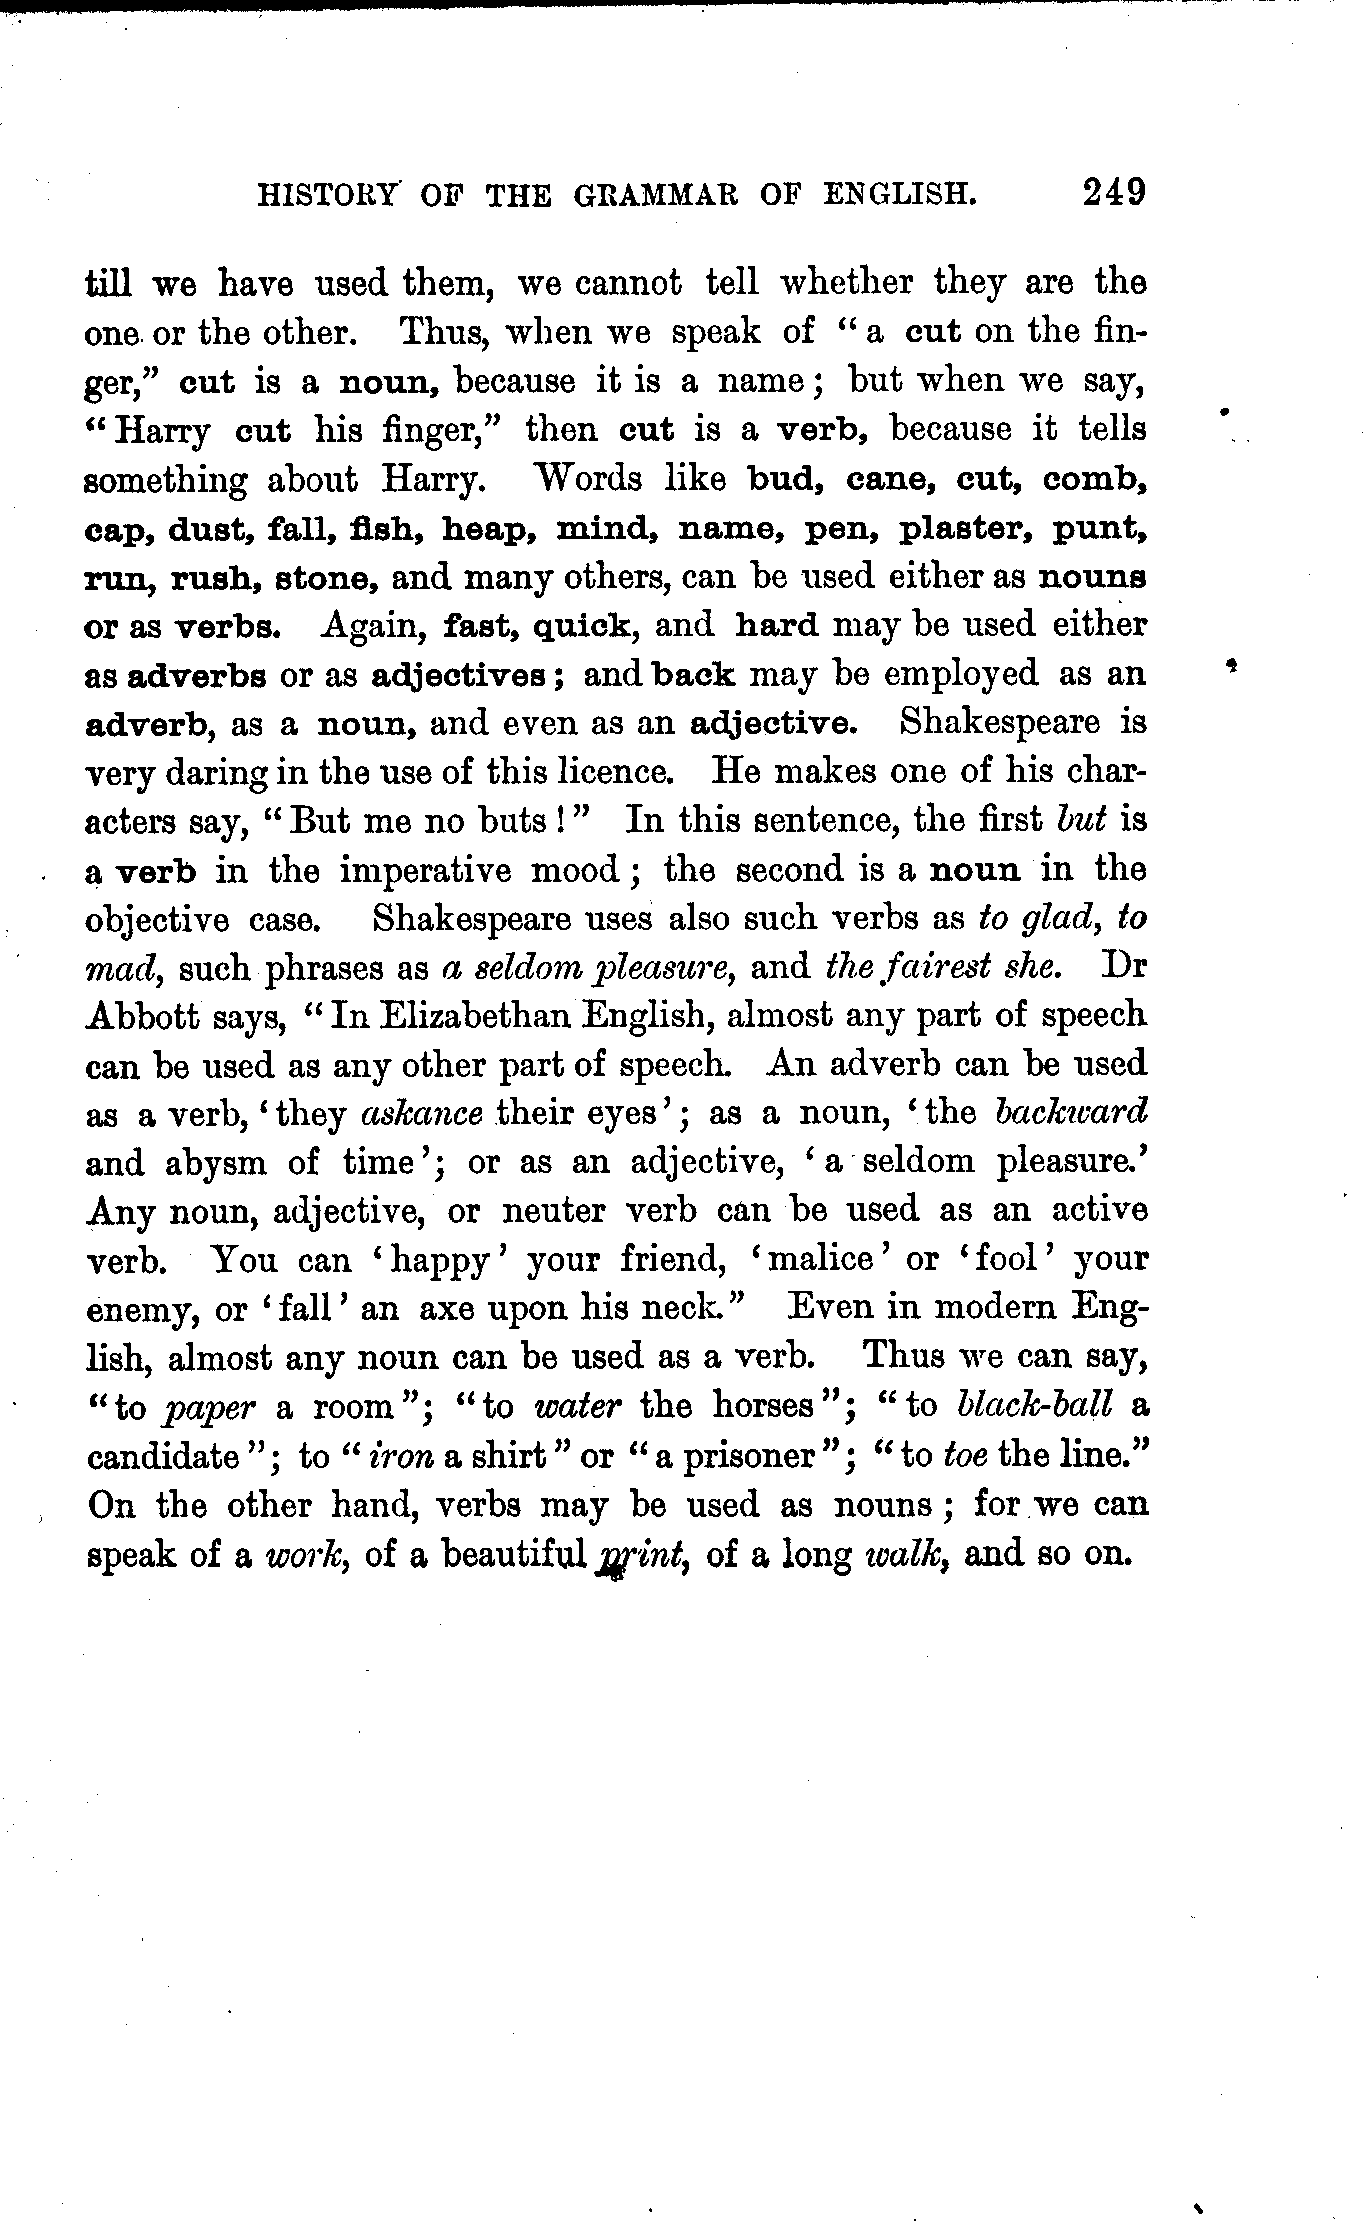 HISTORY OF THE GRAMMAR OF ENGLISH. 249
till we have used them, we cannot tell whether they are the
one or the other. Thus, when we speak of “a cut on the fin-
ger,” cut is a noun, because it is a name; but when we say,
“Harry cut his finger,” then cut is a verb, because it tells
something about Harry. Words like bud, cane, cut, comb,
cap, dust, fall, fish, heap, mind, name, pen, plaster, punt,
run, rush, stone, and many others, can be used either as nouns
or as verbs. Again, fast, quick, and hard may be used either
as adverbs or as adjectives; and back may be employed as an
adverb, as a noun, and even as an adjective. Shakespeare is
very daring in the use of this licence. He makes one of his char-
acters say, “But me no buts!” In this sentence, the first but is
a verb in the imperative mood; the second is a noun in the
objective case. Shakespeare uses also such verbs as to glad, to
mad, such phrases as a seldom pleasure, and the fairest she. Dr
Abbott says, “In Elizabethan English, almost any part of speech
can be used as any other part of speech. An adverb can be used
as a verb, ‘they askance their eyes’; as a noun, ‘the backward
and abysm of time’; or as an adjective, ‘a seldom pleasure.’
Any noun, adjective, or neuter verb can be used as an active
verb. You can ‘happy’ your friend, ‘malice’ or ‘fool’ your
enemy, or ‘fall’ an axe upon his neck.” Even in modern Eng-
lish, almost any noun can be used as a verb. Thus we can say,
“to paper a room”; “to water the horses”; “to black-ball a
candidate”; to “iron a shirt” or “a prisoner”; “to toe the line.”
On the other hand, verbs may be used as nouns; for we can
speak of a work, of a beautiful print, of a long walk, and so on.